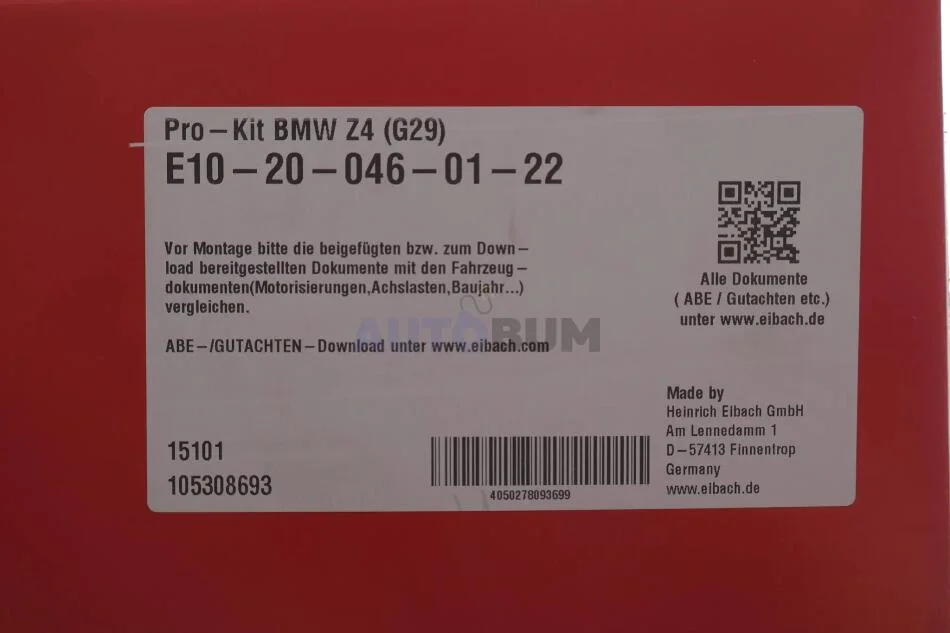 Pro-Kit BMW Z4 (G29)
E10-20-046-01-22
Vor Montage bitte die beigefügten bzw. zum Down-
load bereitgestellten Dokumente mit den Fahrzeug-
dokumenten(Motorisierungen,Achslasten,Baujahr...)
vergleichen.
ABE-/GUTACHTEN-Download unter www.eibach.com
AUTOBUM
Alle Dokumente
( ABE / Gutachten etc.)
unter www.eibach.de
15101
105308693
4050278093699
Made by
Heinrich Eibach GmbH
Am Lennedamm 1
D-57413 Finnentrop
Germany
www.eibach.de